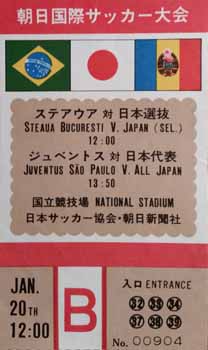 朝日国際サッカー大会
ステアウア 対 日本選抜
STEAUA BUCURESTI V. JAPAN (SEL.)
12:00
ジュベントス 対 日本代表
JUVENTUS SÃO PAULO V. ALL JAPAN
13:50
国立競技場 NATIONAL STADIUM
日本サッカー協会・朝日新聞社
JAN.
20TH
12:00
B
入口 ENTRANCE
32 33 34
37 38 39
No. 00904